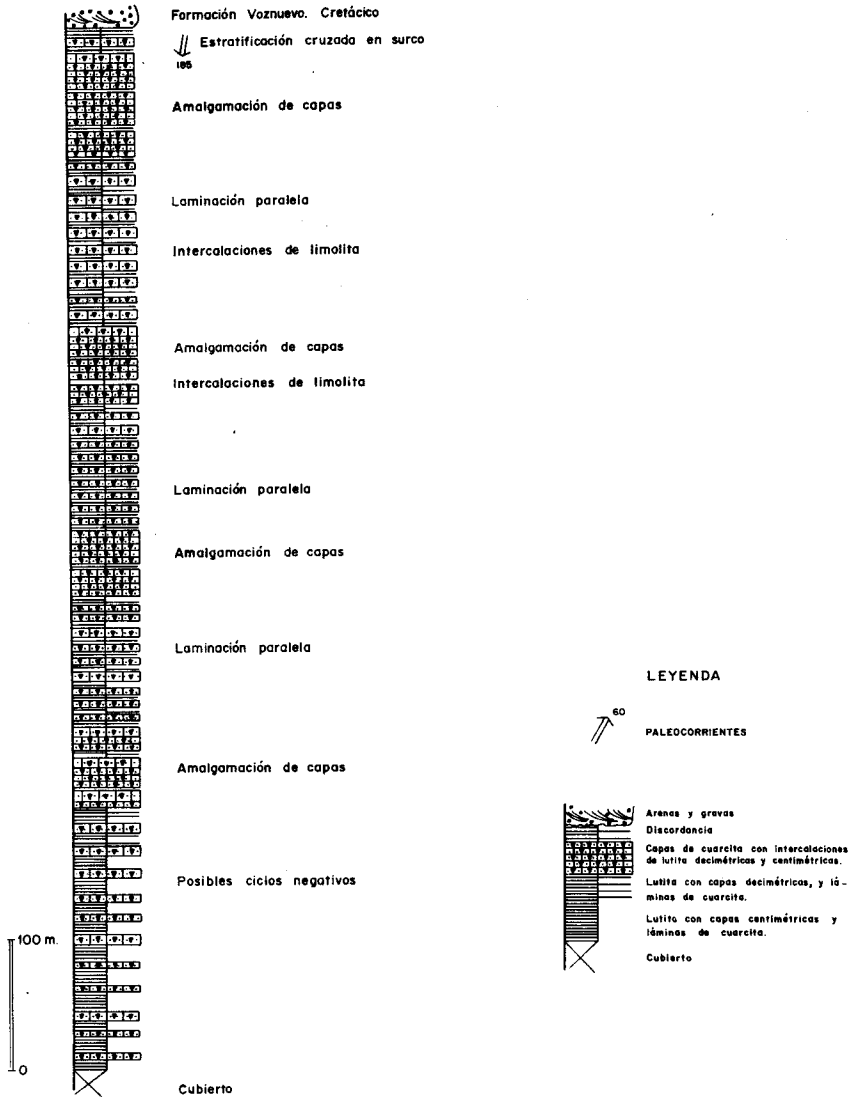 Formación Voznuevo. Cretácico
Estratificación cruzada en surco
185
Amalgamación de capas
Laminación paralela
Intercalaciones de limolita
Amalgamación de capas
Intercalaciones de limolita
Laminación paralela
Amalgamación de capas
Laminación paralela
Amalgamación de capas
Posibles ciclos negativos
100 m.
0
Cubierto
LEYENDA
60
PALEOCORRIENTES
Arenas y gravas
Discordancia
Capas de cuarcita con intercalaciones
de lutita decimétricas y centimétricas.
Lutita con capas decimétricas, y lá-
minas de cuarcita.
Lutita con capas centimétricas y
láminas de cuarcita.
Cubierto